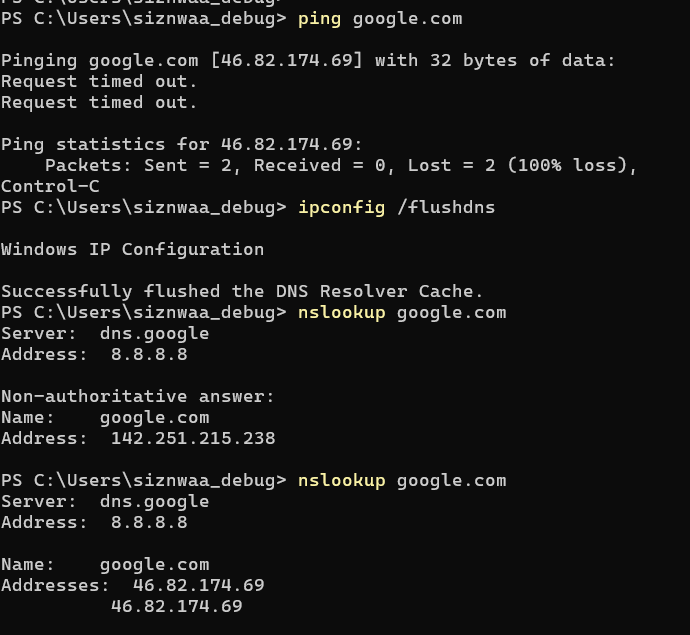 PS C:\Users\siznwaa_debug> ping google.com
Pinging google.com [46.82.174.69] with 32 bytes of data:
Request timed out.
Request timed out.
Ping statistics for 46.82.174.69:
    Packets: Sent = 2, Received = 0, Lost = 2 (100% loss),
Control-C
PS C:\Users\siznwaa_debug> ipconfig /flushdns
Windows IP Configuration
Successfully flushed the DNS Resolver Cache.
PS C:\Users\siznwaa_debug> nslookup google.com
Server:  dns.google
Address:  8.8.8.8
Non-authoritative answer:
Name:    google.com
Address:  142.251.215.238
PS C:\Users\siznwaa_debug> nslookup google.com
Server:  dns.google
Address:  8.8.8.8
Name:    google.com
Addresses:  46.82.174.69
          46.82.174.69